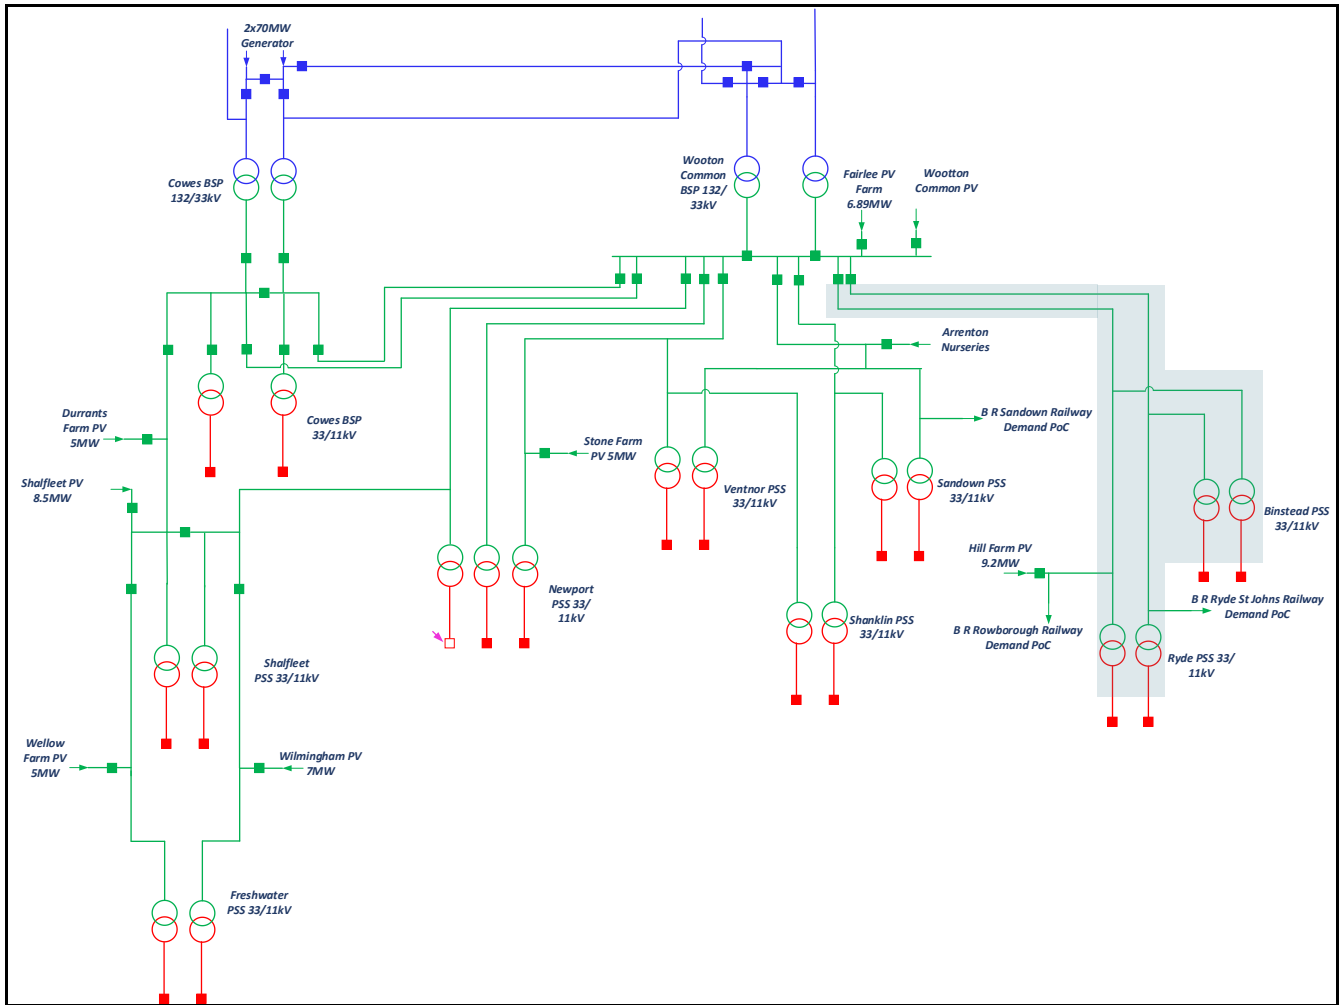 2x70MW
Generator
Cowes BSP
132/33kV
Wooton
Common
BSP 132/
33kV
Fairlee PV
Farm
6.89MW
Wootton
Common PV
Arrenton
Nurseries
Durrants
Farm PV
5MW
Cowes BSP
33/11kV
B R Sandown Railway
Demand PoC
Stone Farm
PV 5MW
Shalfleet PV
8.5MW
Ventnor PSS
33/11kV
Sandown PSS
33/11kV
Binstead PSS
33/11kV
Hill Farm PV
9.2MW
Newport
PSS 33/
11kV
B R Ryde St Johns Railway
Demand PoC
Shanklin PSS
33/11kV
B R Rowborough Railway
Demand PoC
Shalfleet
PSS 33/11kV
Ryde PSS 33/
11kV
Wellow
Farm PV
5MW
Wilmingham PV
7MW
Freshwater
PSS 33/11kV